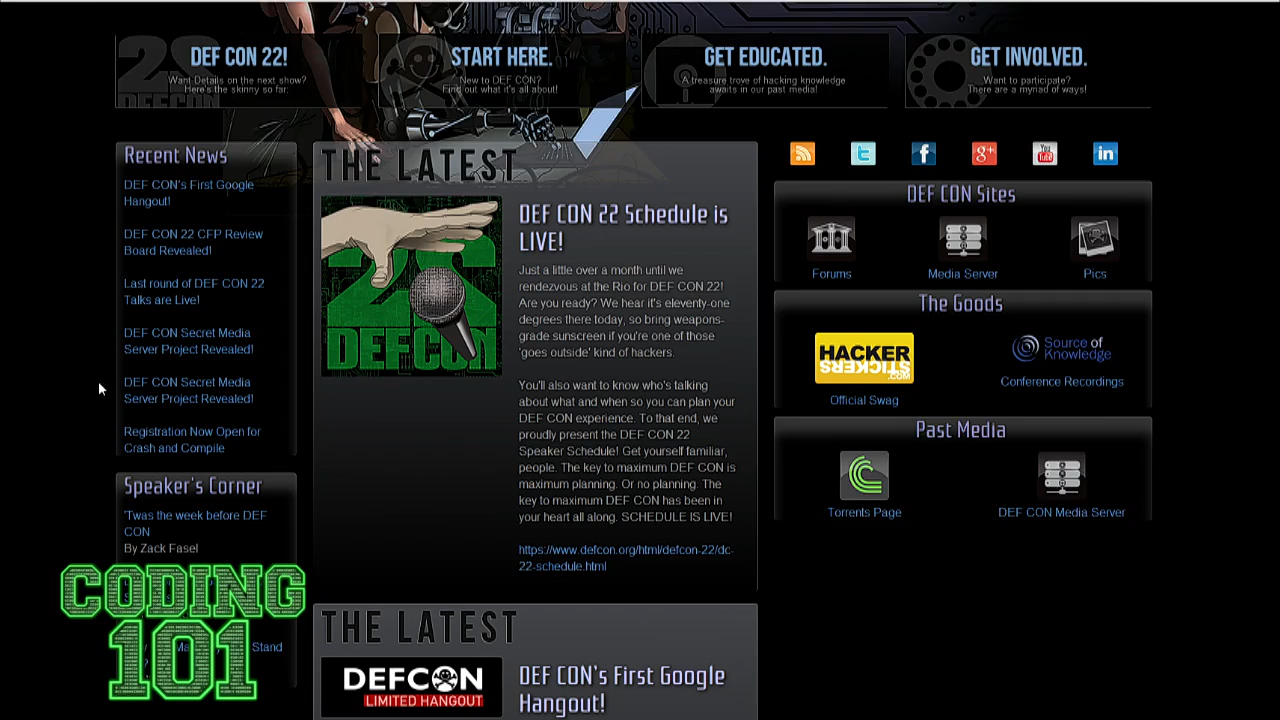 DEF CON 22!
Want Details on the next show?
Here's the skinny so far:
START HERE.
New to DEF CON?
Find out what it's all about!
GET EDUCATED.
A treasure trove of hacking knowledge
awaits in our past media!
GET INVOLVED.
Want to participate?
There are a myriad of ways!
Recent News
DEF CON's First Google
Hangout!
DEF CON 22 CFP Review
Board Revealed!
Last round of DEF CON 22
Talks are Live!
DEF CON Secret Media
Server Project Revealed!
DEF CON Secret Media
Server Project Revealed!
Registration Now Open for
Crash and Compile
Speaker's Corner
'Twas the week before DEF
CON
By Zack Fasel
Stand
CODING
101
THE LATEST
DEFCON
DEF CON 22 Schedule is
LIVE!
Just a little over a month until we
rendezvous at the Rio for DEF CON 22!
Are you ready? We hear it's eleventy-one
degrees there today, so bring weapons-
grade sunscreen if you're one of those
'goes outside' kind of hackers.
You'll also want to know who's talking
about what and when so you can plan your
DEF CON experience. To that end, we
proudly present the DEF CON 22
Speaker Schedule! Get yourself familiar,
people. The key to maximum DEF CON is
maximum planning. Or no planning. The
key to maximum DEF CON has been in
your heart all along. SCHEDULE IS LIVE!
https://www.defcon.org/html/defcon-22/dc-
22-schedule.html
THE LATEST
DEFCON
LIMITED HANGOUT
DEF CON's First Google
Hangout!
You Tube
DEF CON Sites
Forums
Media Server
Pics
The Goods
HACKER
STICKERS
.COM
Official Swag
Source of
Knowledge
Conference Recordings
Past Media
Torrents Page
DEF CON Media Server